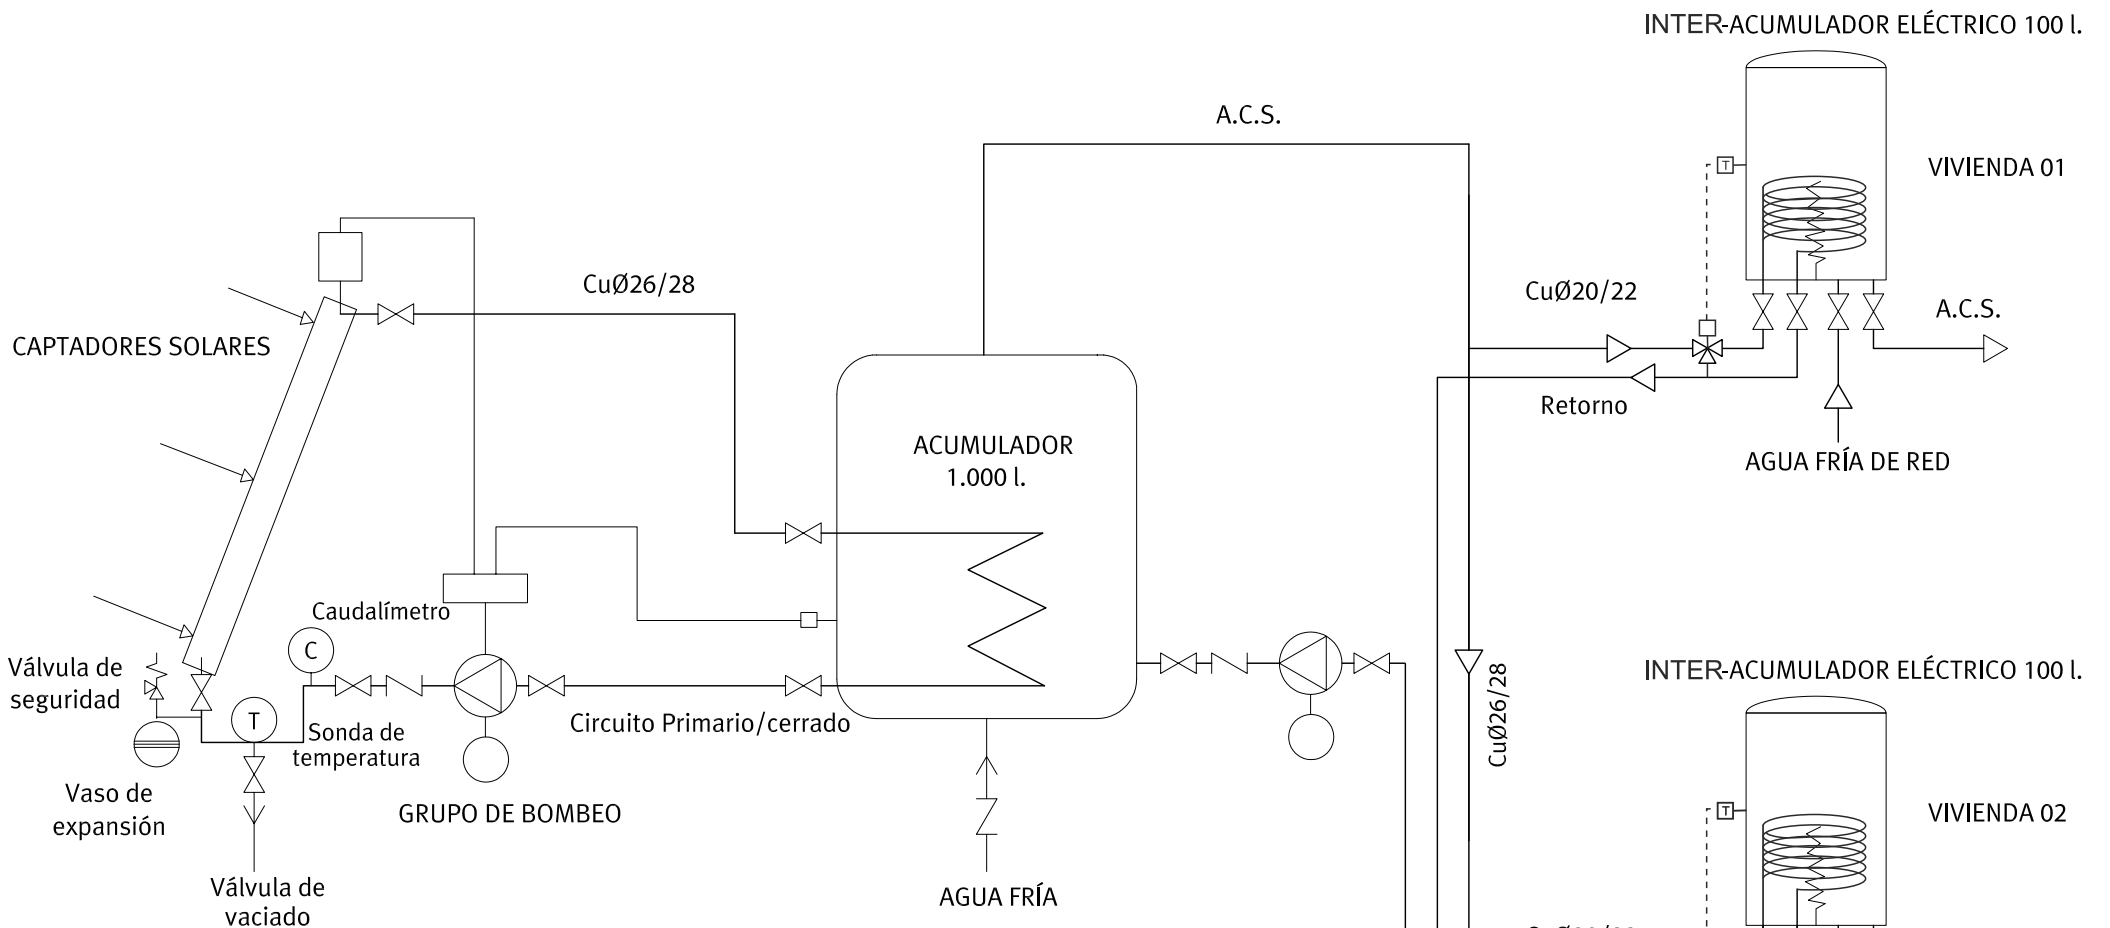 INTER-ACUMULADOR ELÉCTRICO 100 l.
A.C.S.
T
VIVIENDA 01
CuØ26/28
CuØ20/22
A.C.S.
CAPTADORES SOLARES
Retorno
ACUMULADOR
1.000 l.
AGUA FRÍA DE RED
Caudalímetro
C
Válvula de
seguridad
T
Sonda de
temperatura
Circuito Primario/cerrado
CuØ26/28
INTER-ACUMULADOR ELÉCTRICO 100 l.
Vaso de
expansión
GRUPO DE BOMBEO
T
VIVIENDA 02
Válvula de
vaciado
AGUA FRÍA